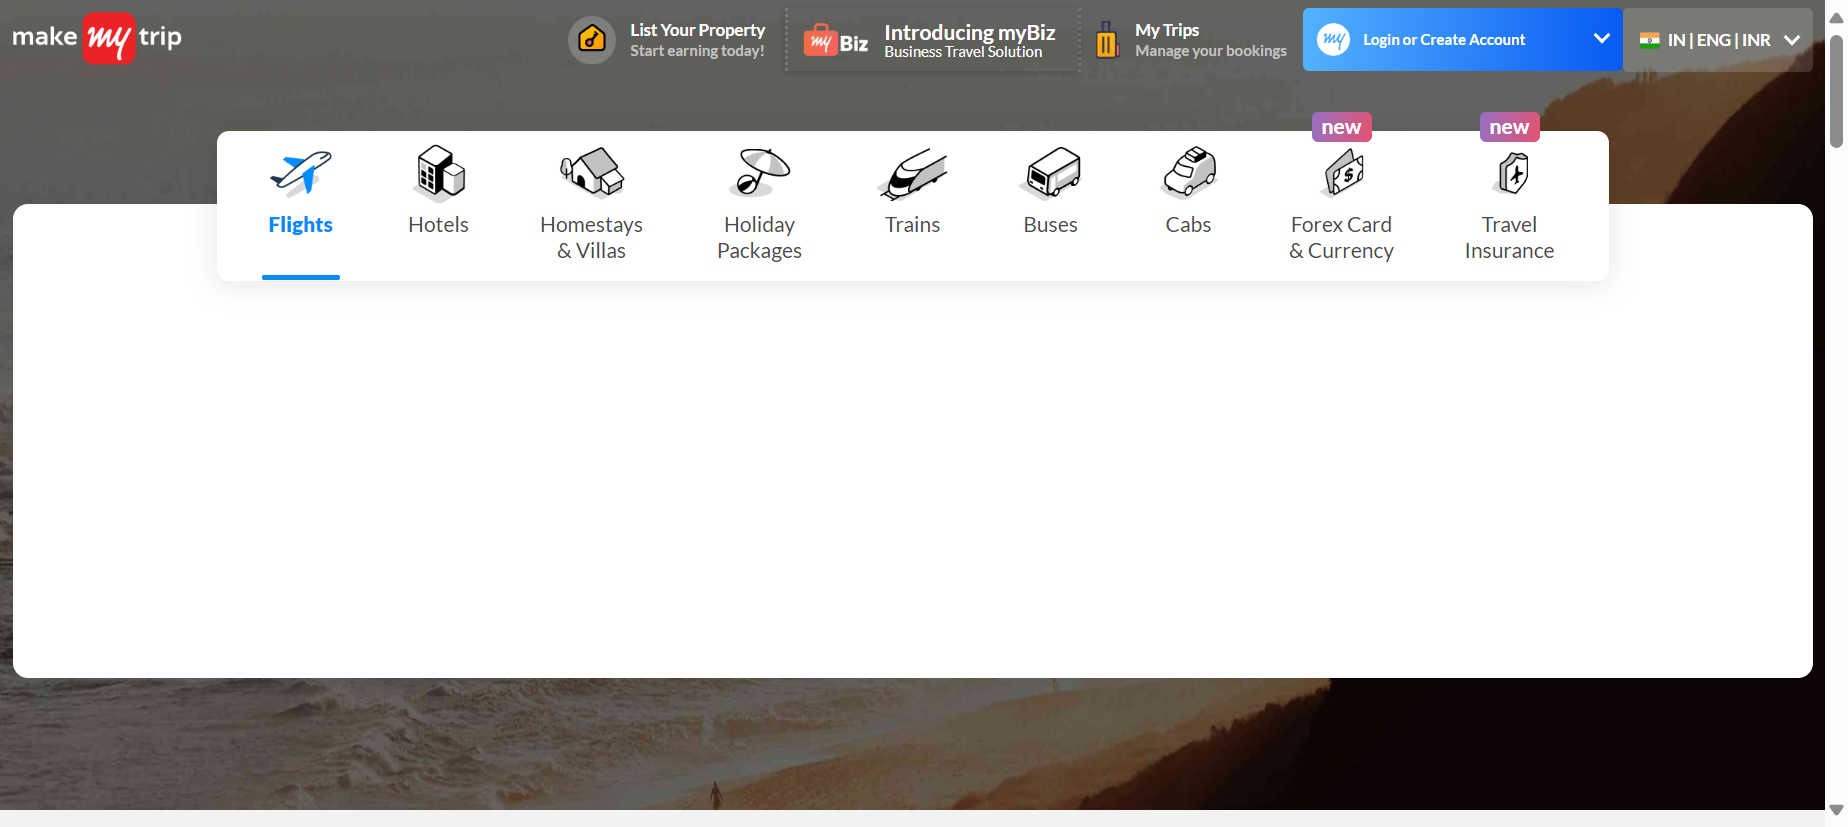 make my trip
List Your Property
Start earning today!
my Biz
Introducing myBiz
Business Travel Solution
My Trips
Manage your bookings
my
Login or Create Account
IN | ENG | INR
new
new
Flights
Hotels
Homestays
& Villas
Holiday
Packages
Trains
Buses
Cabs
Forex Card
& Currency
Travel
Insurance